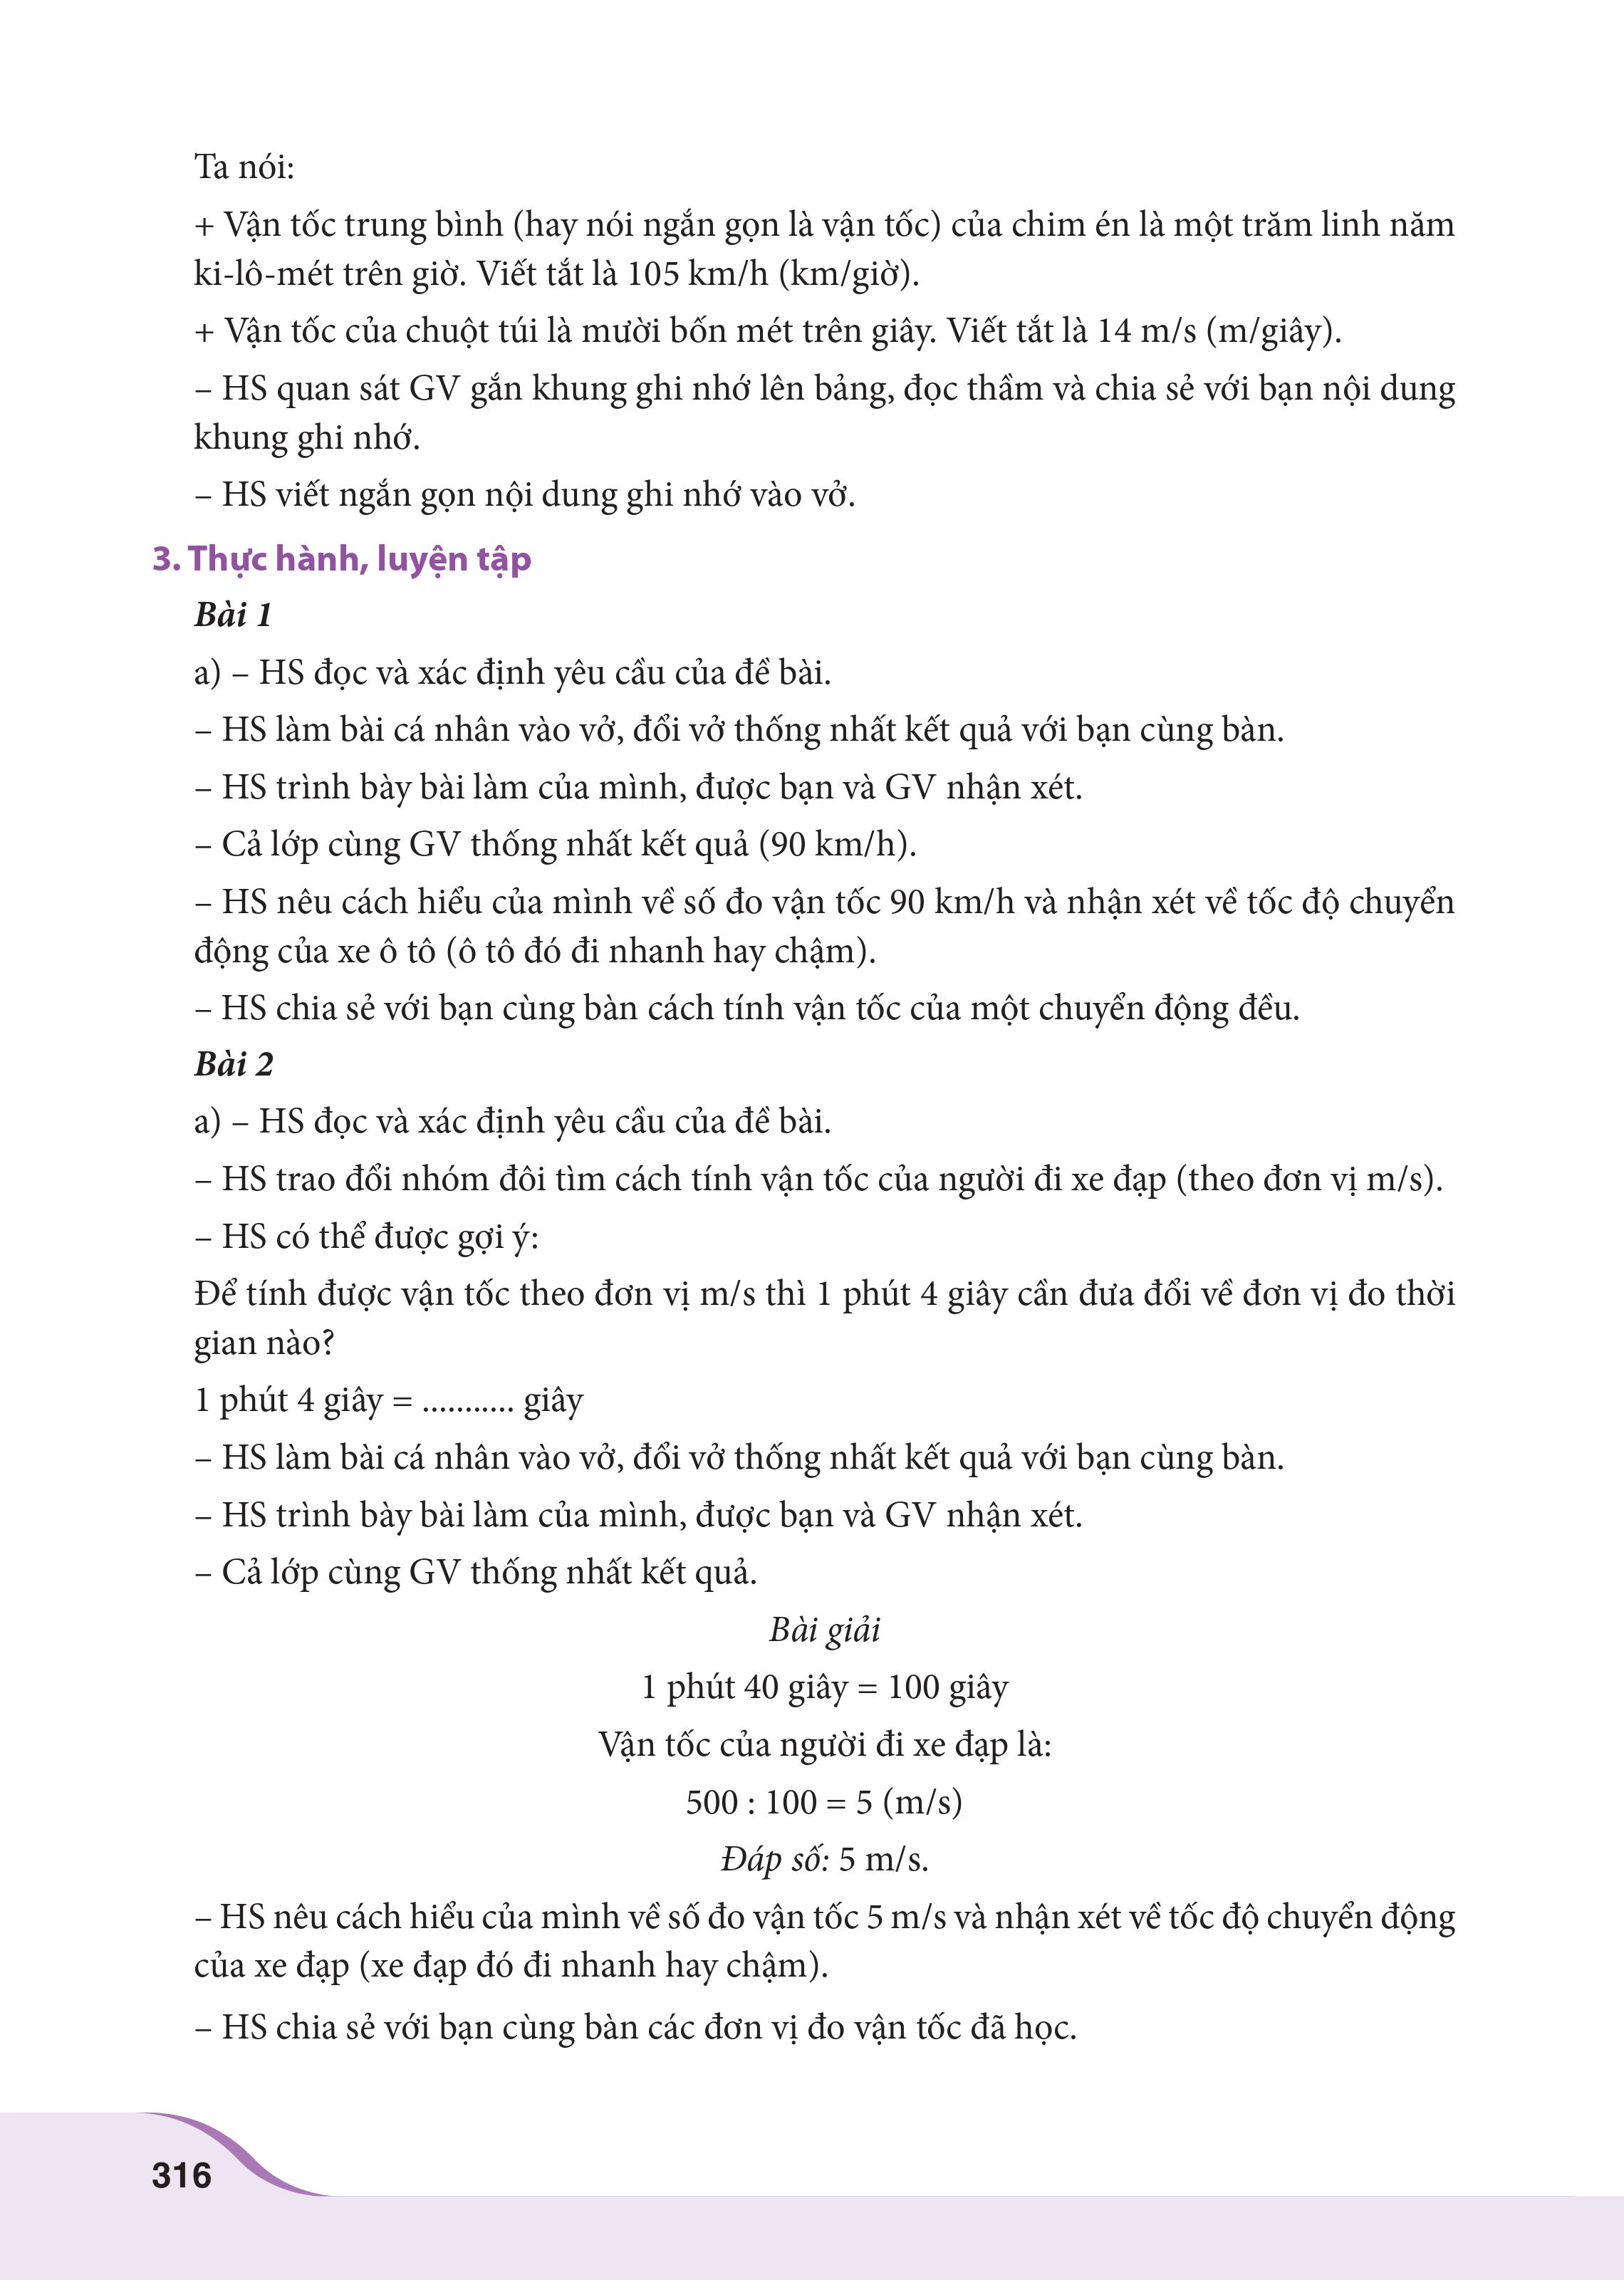 Ta nói:
+ Vận tốc trung bình (hay nói ngắn gọn là vận tốc) của chim én là một trăm linh năm
ki-lô-mét trên giờ. Viết tắt là 105 km/h (km/giờ).
+ Vận tốc của chuột túi là mười bốn mét trên giây. Viết tắt là 14 m/s (m/giây).
– HS quan sát GV gắn khung ghi nhớ lên bảng, đọc thầm và chia sẻ với bạn nội dung
khung ghi nhớ.
– HS viết ngắn gọn nội dung ghi nhớ vào vở.
3. Thực hành, luyện tập
Bài 1
a) – HS đọc và xác định yêu cầu của đề bài.
– HS làm bài cá nhân vào vở, đổi vở thống nhất kết quả với bạn cùng bàn.
– HS trình bày bài làm của mình, được bạn và GV nhận xét.
– Cả lớp cùng GV thống nhất kết quả (90 km/h).
– HS nêu cách hiểu của mình về số đo vận tốc 90 km/h và nhận xét về tốc độ chuyển
động của xe ô tô (ô tô đó đi nhanh hay chậm).
– HS chia sẻ với bạn cùng bàn cách tính vận tốc của một chuyển động đều.
Bài 2
a) – HS đọc và xác định yêu cầu của đề bài.
– HS trao đổi nhóm đôi tìm cách tính vận tốc của người đi xe đạp (theo đơn vị m/s).
– HS có thể được gợi ý:
Để tính được vận tốc theo đơn vị m/s thì 1 phút 4 giây cần đưa đổi về đơn vị đo thời
gian nào?
1 phút 4 giây = ........... giây
– HS làm bài cá nhân vào vở, đổi vở thống nhất kết quả với bạn cùng bàn.
– HS trình bày bài làm của mình, được bạn và GV nhận xét.
– Cả lớp cùng GV thống nhất kết quả.
Bài giải
1 phút 40 giây = 100 giây
Vận tốc của người đi xe đạp là:
500 : 100 = 5 (m/s)
Đáp số: 5 m/s.
– HS nêu cách hiểu của mình về số đo vận tốc 5 m/s và nhận xét về tốc độ chuyển động
của xe đạp (xe đạp đó đi nhanh hay chậm).
– HS chia sẻ với bạn cùng bàn các đơn vị đo vận tốc đã học.
316